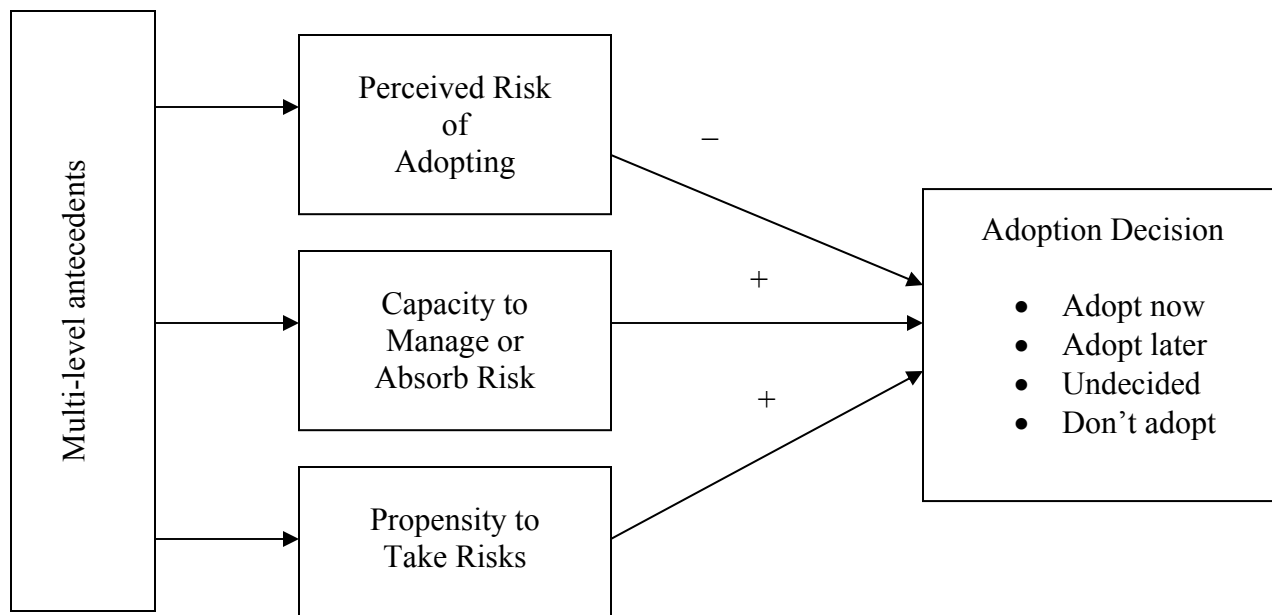 Multi-level antecedents
Perceived Risk
of
Adopting
−
Capacity to
Manage or
Absorb Risk
+
Propensity to
Take Risks
+
Adoption Decision
• Adopt now
• Adopt later
• Undecided
• Don’t adopt